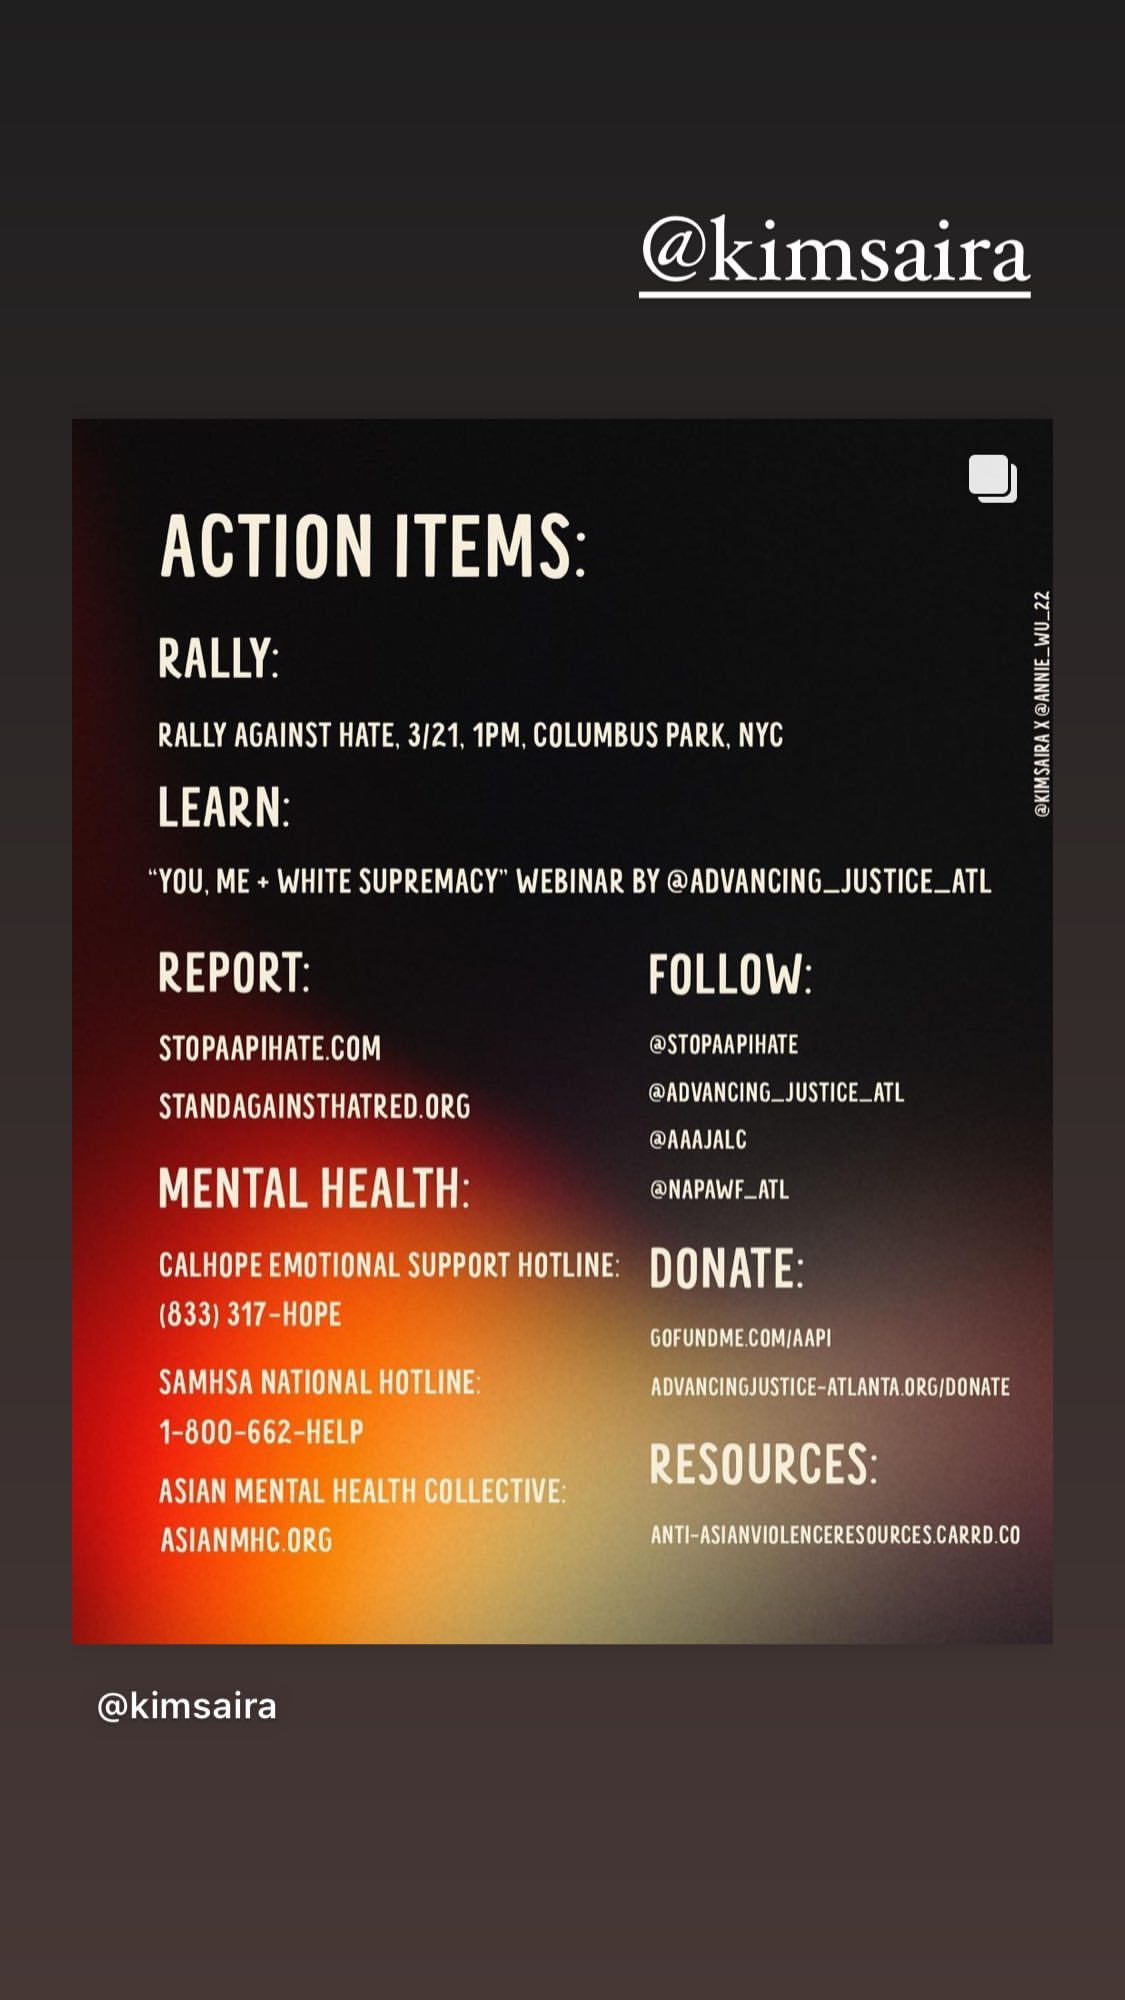 @kimsaira
ACTION ITEMS:
RALLY:
RALLY AGAINST HATE, 3/21, 1PM, COLUMBUS PARK, NYC
LEARN:
“YOU, ME + WHITE SUPREMACY” WEBINAR BY @ADVANCING_JUSTICE_ATL
REPORT:
STOPAAPIHATE.COM
STANDAGAINSTHATRED.ORG
MENTAL HEALTH:
CALHOPE EMOTIONAL SUPPORT HOTLINE:
(833) 317-HOPE
SAMHSA NATIONAL HOTLINE:
1-800-662-HELP
ASIAN MENTAL HEALTH COLLECTIVE:
ASIANMHC.ORG
FOLLOW:
@STOPAAPIHATE
@ADVANCING_JUSTICE_ATL
@AAAJALC
@NAPAWF_ATL
DONATE:
GOFUNDME.COM/AAPI
ADVANCINGJUSTICE-ATLANTA.ORG/DONATE
RESOURCES:
ANTI-ASIANVIOLENCERESOURCES.CARRD.CO
@KIMSAIRA X @ANNIE_WU_22
@kimsaira